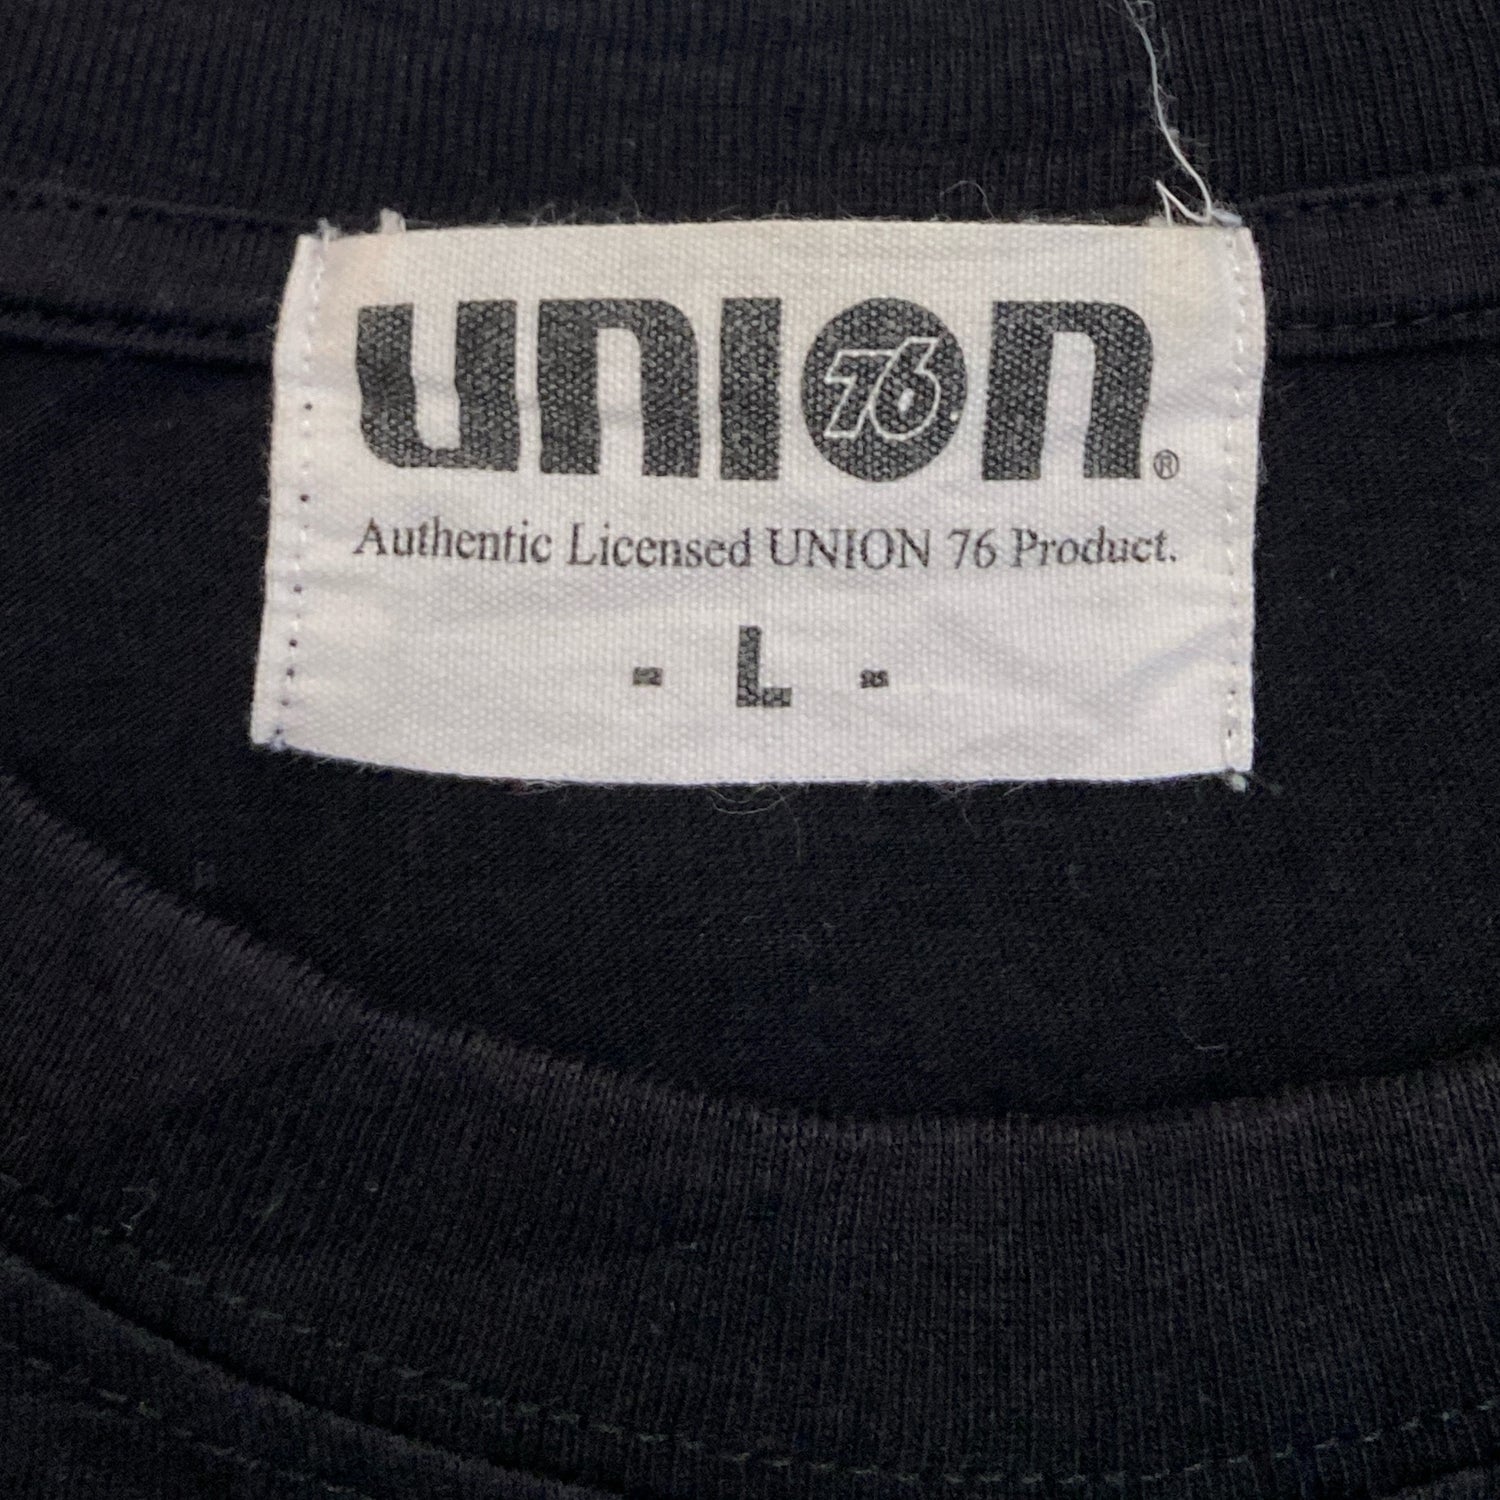 union 76 ®
Authentic Licensed UNION 76 Product.
- L -